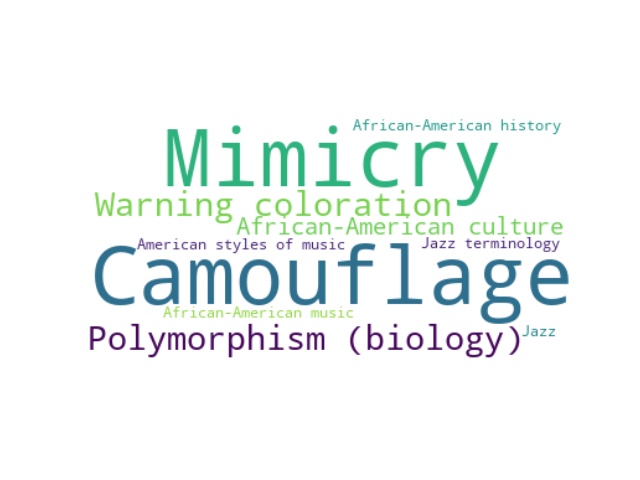 African-American history
Mimicry
Warning coloration
African-American culture
American styles of music
Jazz terminology
Camouflage
African-American music
Polymorphism (biology)
Jazz